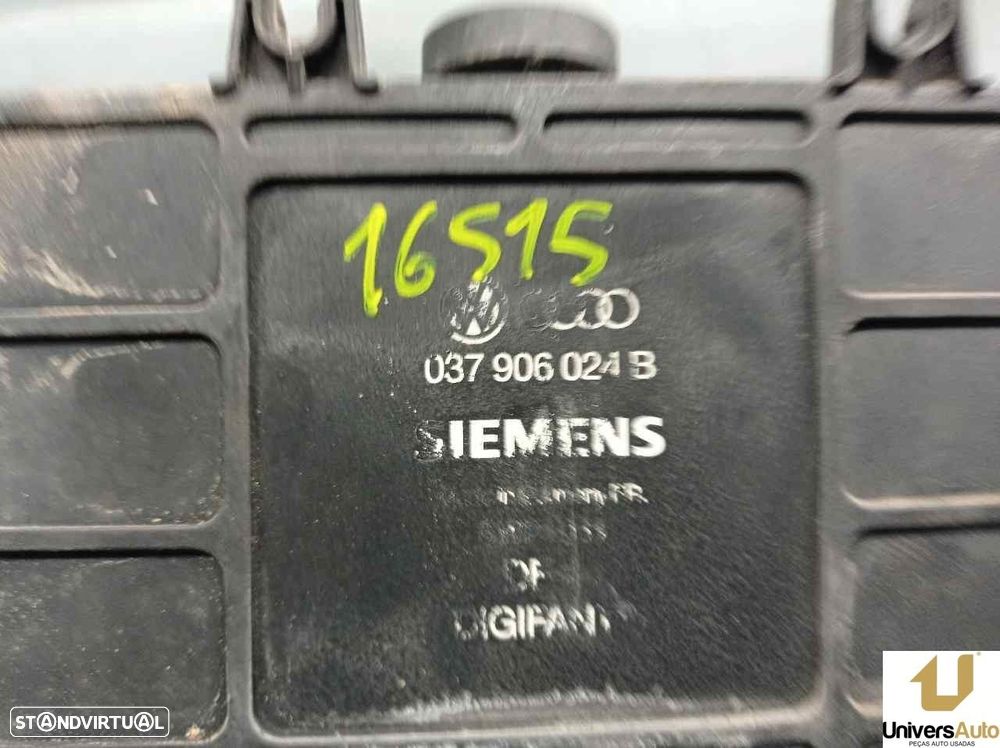 16515
037 906 024 B
SIEMENS
DIGIFANT
STANDVIRTUAL
UniversAuto
PEÇAS AUTO USADAS